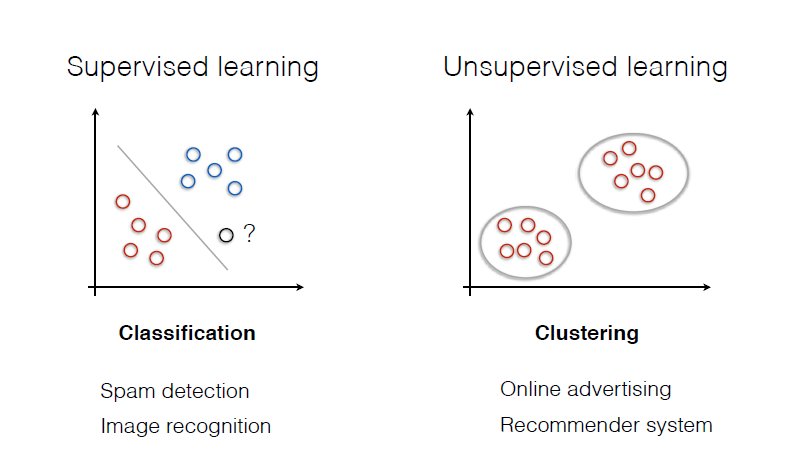 Supervised learning
?
Classification
Spam detection
Image recognition
Unsupervised learning
Clustering
Online advertising
Recommender system